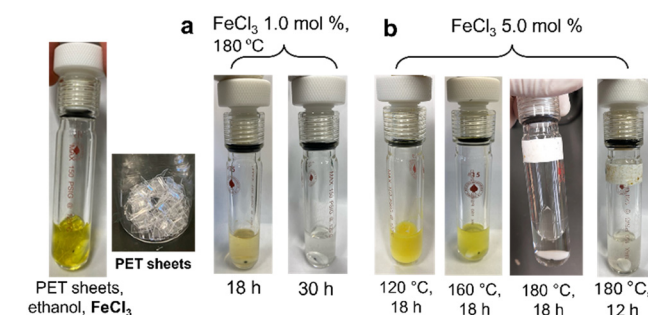 a
FeCl3 1.0 mol %,
180 ºC
b
FeCl3 5.0 mol %
15
PET sheets
PET sheets,
ethanol, FeCl3
18 h
30 h
120 °C,
18 h
160 °C,
18 h
180 °C,
18 h
180 °C,
12 h